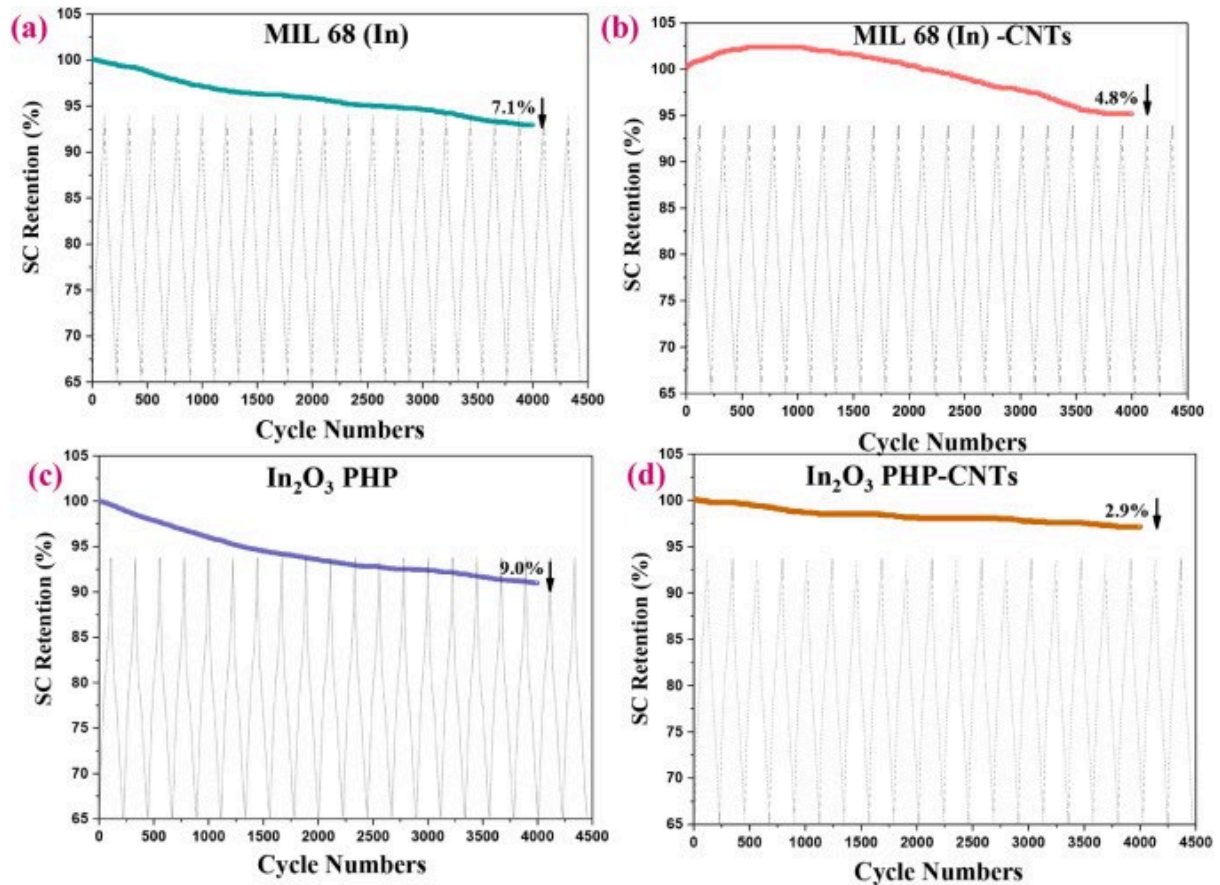 (a)
MIL 68 (In)
7.1%
SC Retention (%)
105
100
95
90
85
80
75
70
65
0 500 1000 1500 2000 2500 3000 3500 4000 4500
Cycle Numbers
(b)
MIL 68 (In) -CNTs
4.8%
SC Retention (%)
105
100
95
90
85
80
75
70
65
0 500 1000 1500 2000 2500 3000 3500 4000 4500
Cycle Numbers
(c)
In₂O₃ PHP
9.0%
SC Retention (%)
105
100
95
90
85
80
75
70
65
0 500 1000 1500 2000 2500 3000 3500 4000 4500
Cycle Numbers
(d)
In₂O₃ PHP-CNTs
2.9%
SC Retention (%)
105
100
95
90
85
80
75
70
65
0 500 1000 1500 2000 2500 3000 3500 4000 4500
Cycle Numbers